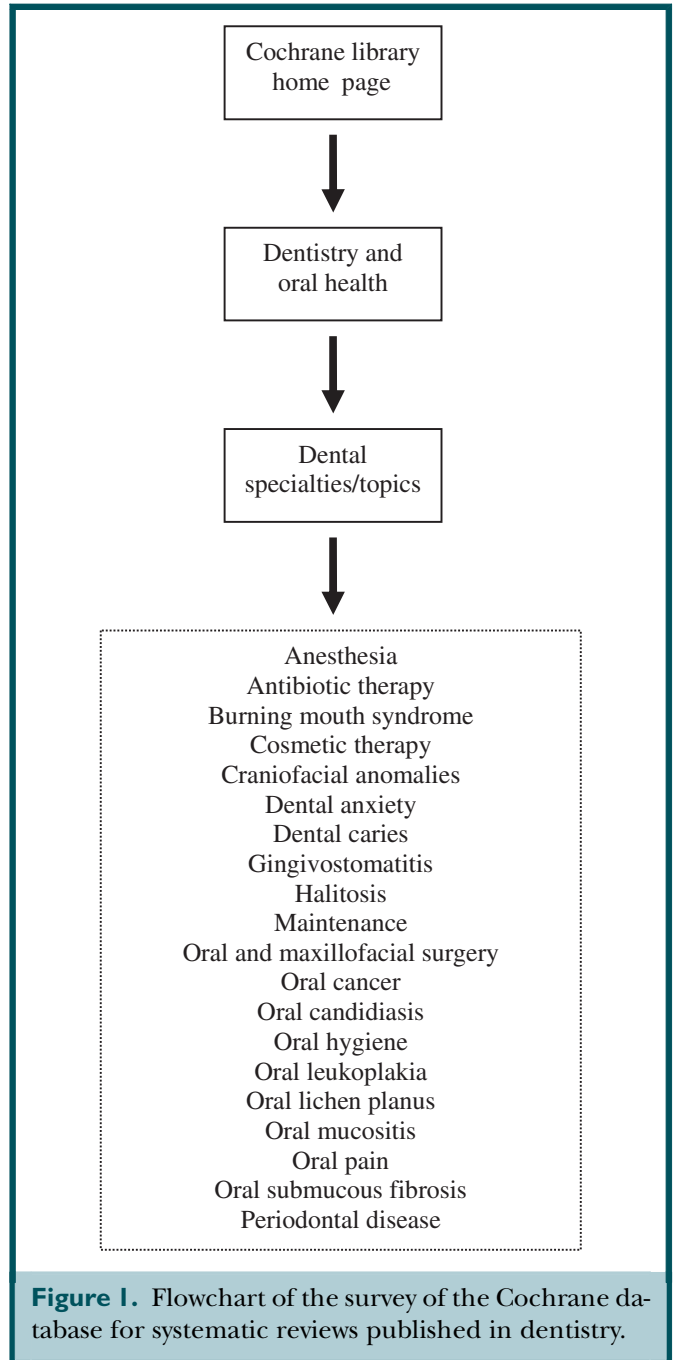 Cochrane library
home page
Dentistry and
oral health
Dental
specialties/topics
Anesthesia
Antibiotic therapy
Burning mouth syndrome
Cosmetic therapy
Craniofacial anomalies
Dental anxiety
Dental caries
Gingivostomatitis
Halitosis
Maintenance
Oral and maxillofacial surgery
Oral cancer
Oral candidiasis
Oral hygiene
Oral leukoplakia
Oral lichen planus
Oral mucositis
Oral pain
Oral submucous fibrosis
Periodontal disease
Figure 1. Flowchart of the survey of the Cochrane da-
tabase for systematic reviews published in dentistry.